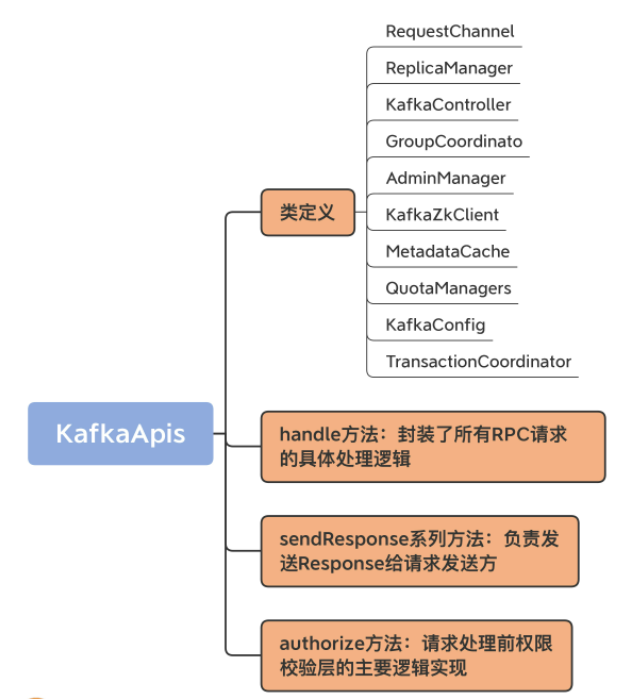 RequestChannel
ReplicaManager
KafkaController
GroupCoordinato
AdminManager
类定义
KafkaZkClient
MetadataCache
QuotaManagers
KafkaConfig
TransactionCoordinator
KafkaApis
handle方法：封装了所有RPC请求
的具体处理逻辑
sendResponse系列方法：负责发
送Response给请求发送方
authorize方法：请求处理前权限
校验层的主要逻辑实现